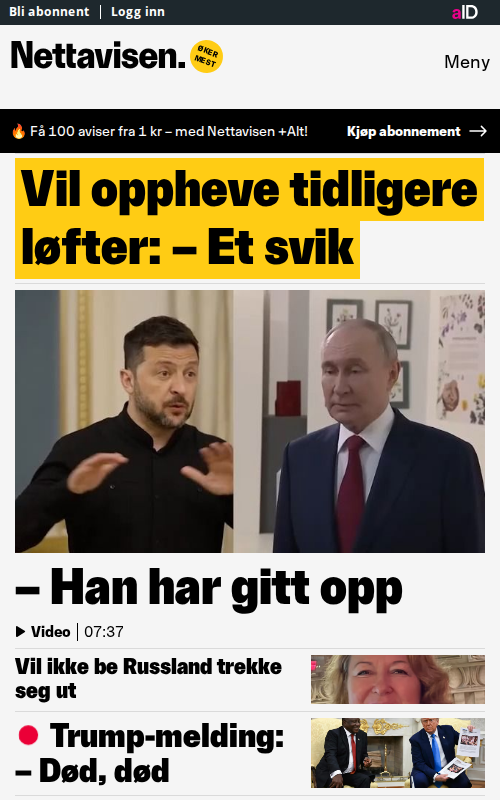 Bli abonnent | Logg inn
aID
Nettavisen.
ØKER
MEST
Meny
Få 100 aviser fra 1 kr – med Nettavisen +Alt!
Kjøp abonnement
Vil oppheve tidligere
løfter: – Et svik
– Han har gitt opp
Video | 07:37
Vil ikke be Russland trekke
seg ut
Trump-melding:
– Død, død